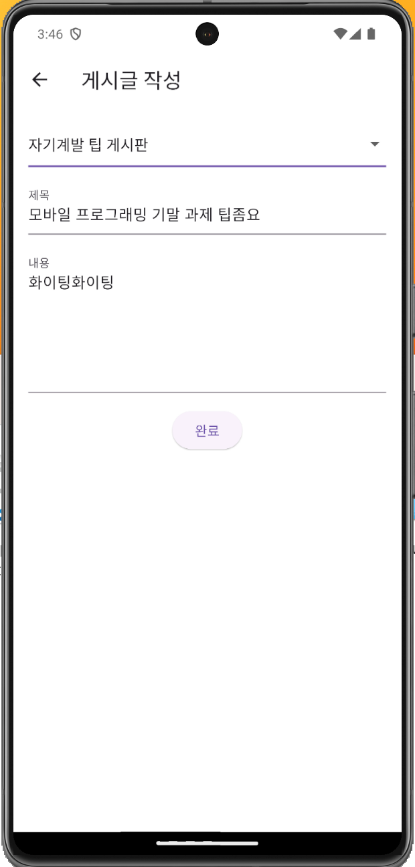 3:46
게시글 작성
자기계발 팁 게시판
제목
모바일 프로그래밍 기말 과제 팁좀요
내용
화이팅화이팅
완료